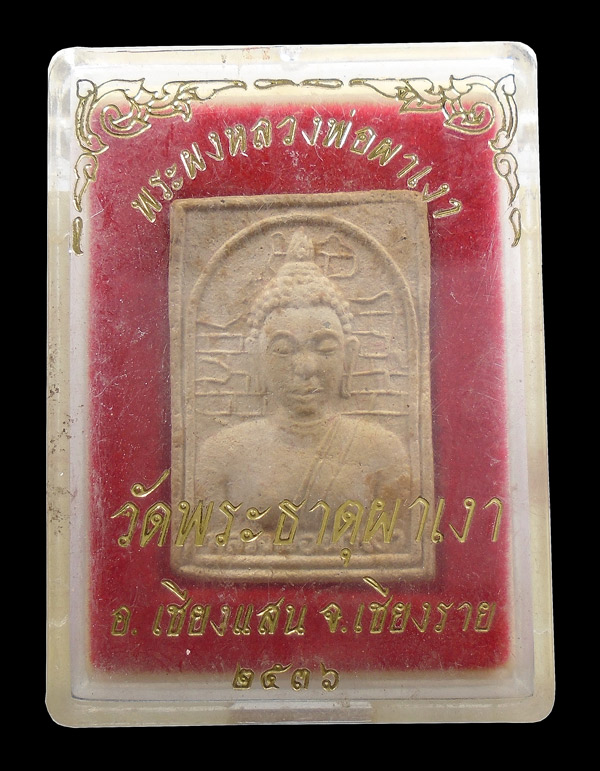 พระผงหลวงพ่อผาเงา
วัดพระธาตุผาเงา
อ. เชียงแสน จ.เชียงราย
๒๕๓๖